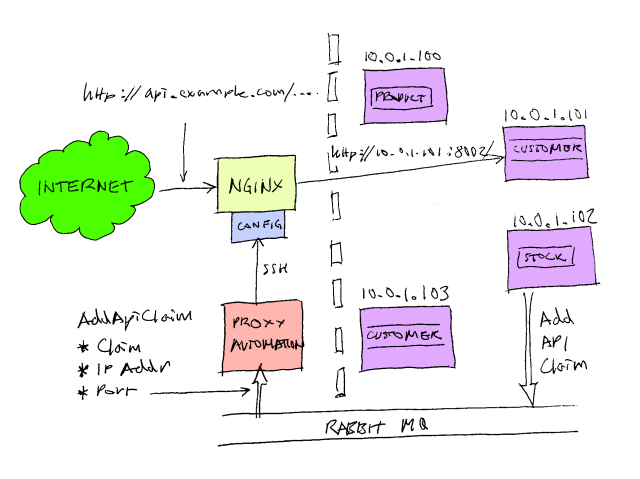 10.0.1.100
http://api.example.com/....
PRODUCT
10.0.1.101
http://10.0.1.101:8002/
CUSTOMER
INTERNET
NGINX
CONFIG
10.0.1.102
STOCK
SSH
10.0.1.103
AddApiClaim
* Claim
* IP Addr
* Port
PROXY
AUTOMATION
CUSTOMER
Add
API
Claim
RABBIT MQ